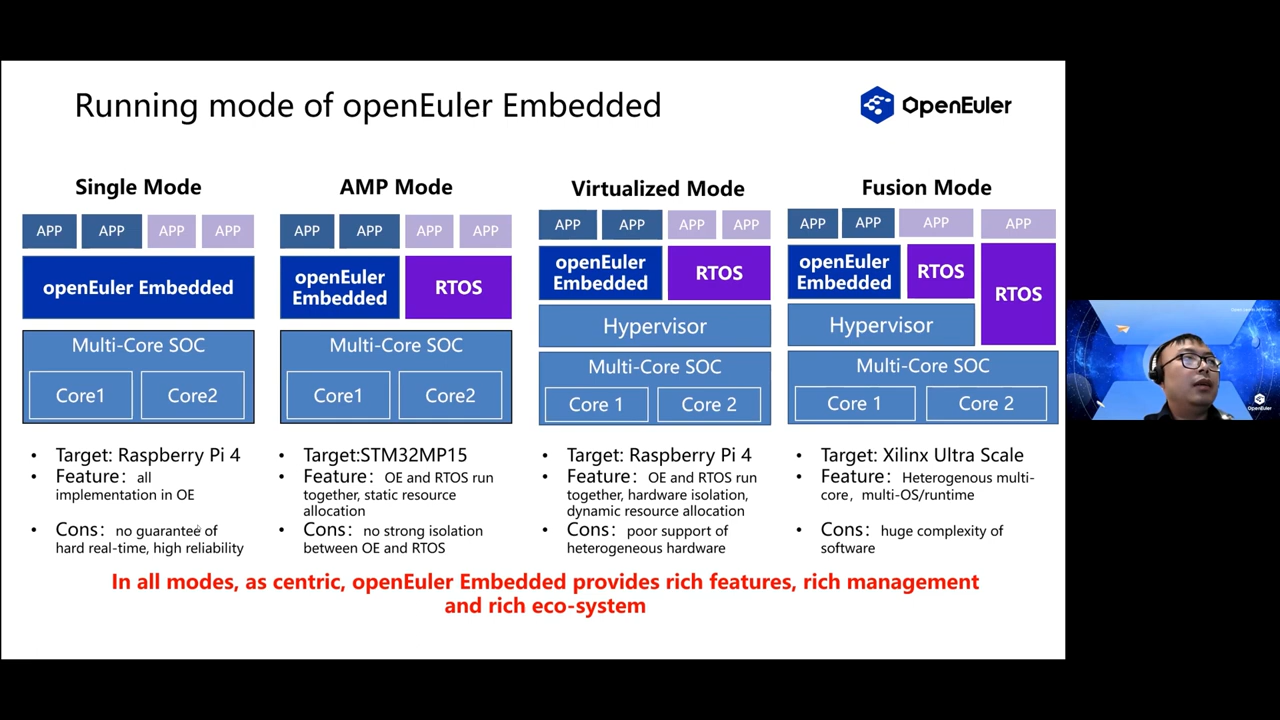 Running mode of openEuler Embedded
OpenEuler
Single Mode
APP
APP
APP
APP
openEuler Embedded
Multi-Core SOC
Core1
Core2
• Target: Raspberry Pi 4
• Feature: all
implementation in OE
• Cons: no guarantee of
hard real-time, high reliability
AMP Mode
APP
APP
APP
APP
openEuler
Embedded
RTOS
Multi-Core SOC
Core1
Core2
• Target:STM32MP15
• Feature: OE and RTOS run
together, static resource
allocation
• Cons: no strong isolation
between OE and RTOS
Virtualized Mode
APP
APP
APP
APP
openEuler
Embedded
RTOS
Hypervisor
Multi-Core SOC
Core 1
Core 2
• Target: Raspberry Pi 4
• Feature: OE and RTOS run
together, hardware isolation,
dynamic resource allocation
• Cons: poor support of
heterogeneous hardware
Fusion Mode
APP
APP
APP
APP
openEuler
Embedded
RTOS
RTOS
Hypervisor
Multi-Core SOC
Core 1
Core 2
• Target: Xilinx Ultra Scale
• Feature: Heterogenous multi-
core, multi-OS/runtime
• Cons: huge complexity of
software
In all modes, as centric, openEuler Embedded provides rich features, rich management
and rich eco-system
OpenEuler